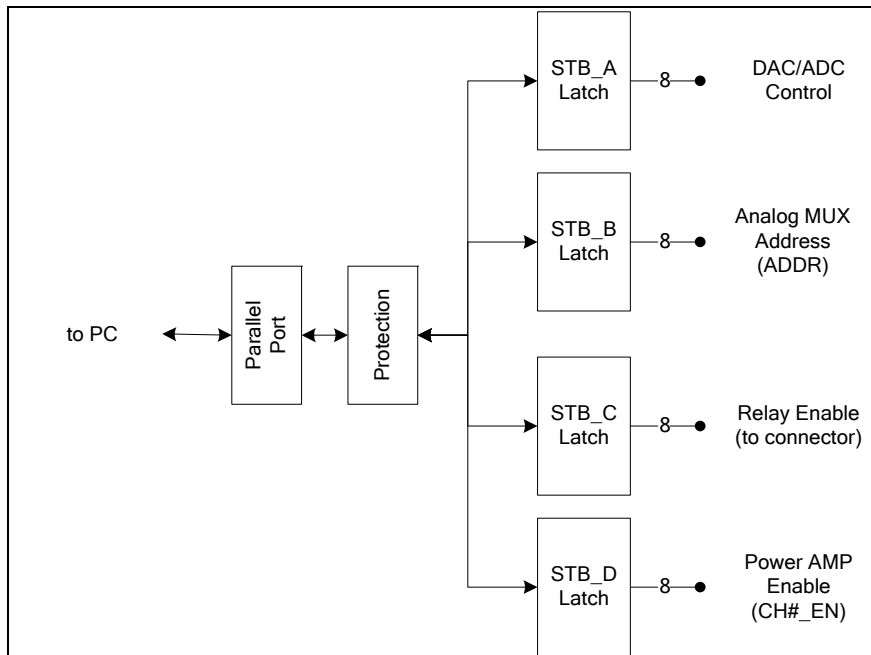 to PC
Parallel
Port
Protection
STB_A
Latch
8
DAC/ADC
Control
STB_B
Latch
8
Analog MUX
Address
(ADDR)
STB_C
Latch
8
Relay Enable
(to connector)
STB_D
Latch
8
Power AMP
Enable
(CH#_EN)